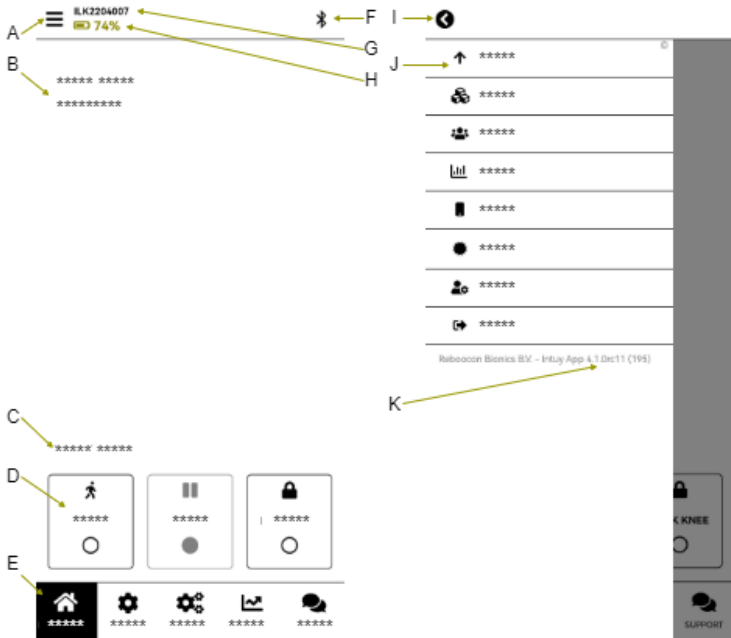 ILK2204007
74%
A
B
***** *****
*********
C
***** *****
D
*****
*****
*****
E
*****
*****
*****
*****
*****
F
G
H
I
J
©
*****
*****
*****
*****
*****
*****
*****
*****
Reboocon Bionics B.V. - Intuy App 4.1.0rc11 (195)
K
K KNEE
SUPPORT